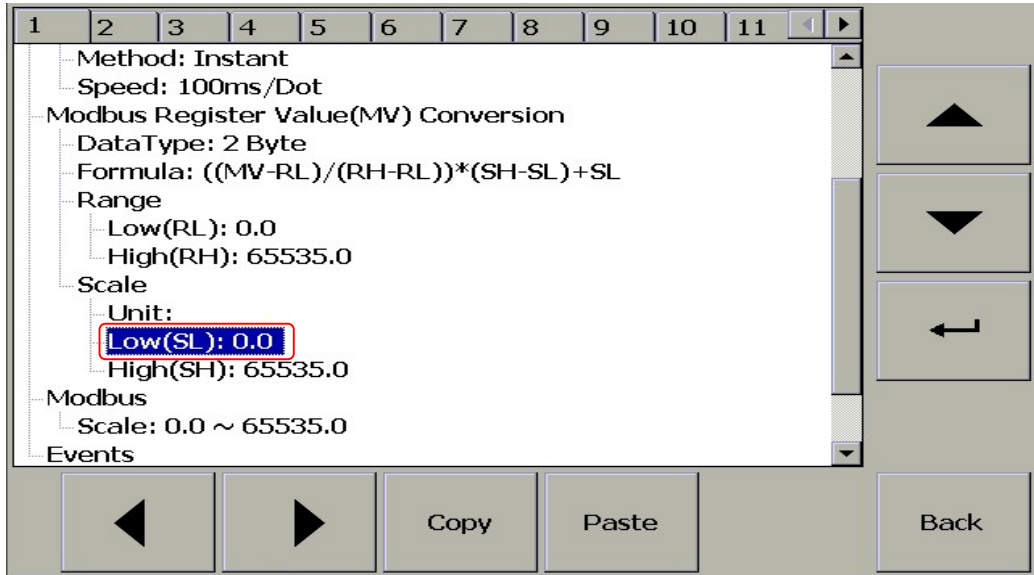 1 2 3 4 5 6 7 8 9 10 11
Method: Instant
Speed: 100ms/Dot
Modbus Register Value(MV) Conversion
DataType: 2 Byte
Formula: ((MV-RL)/(RH-RL))*(SH-SL)+SL
Range
Low(RL): 0.0
High(RH): 65535.0
Scale
Unit:
Low(SL): 0.0
High(SH): 65535.0
Modbus
Scale: 0.0 ~ 65535.0
Events
Copy Paste Back